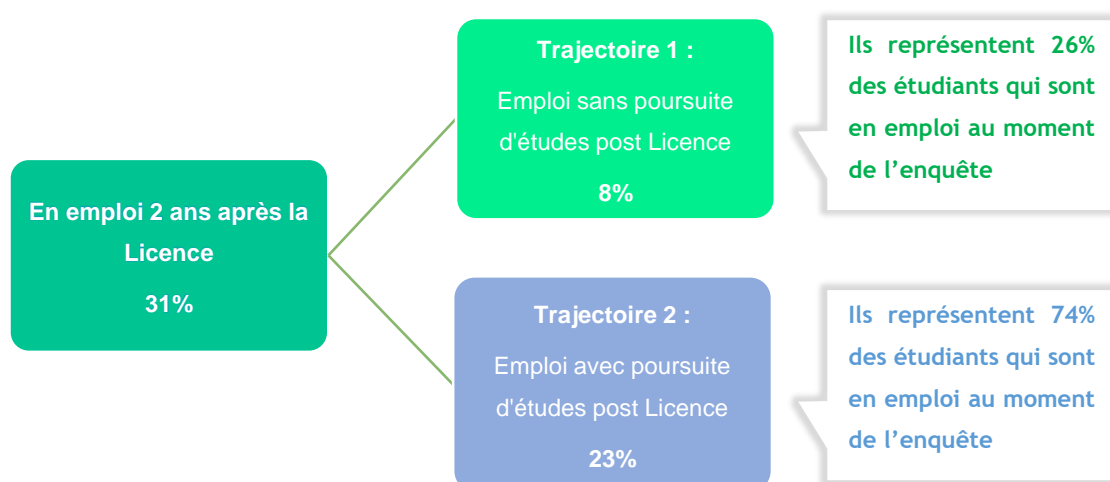 En emploi 2 ans après la
Licence
31%
Trajectoire 1 :
Emploi sans poursuite
d'études post Licence
8%
Ils représentent 26%
des étudiants qui sont
en emploi au moment
de l’enquête
Trajectoire 2 :
Emploi avec poursuite
d'études post Licence
23%
Ils représentent 74%
des étudiants qui sont
en emploi au moment
de l’enquête